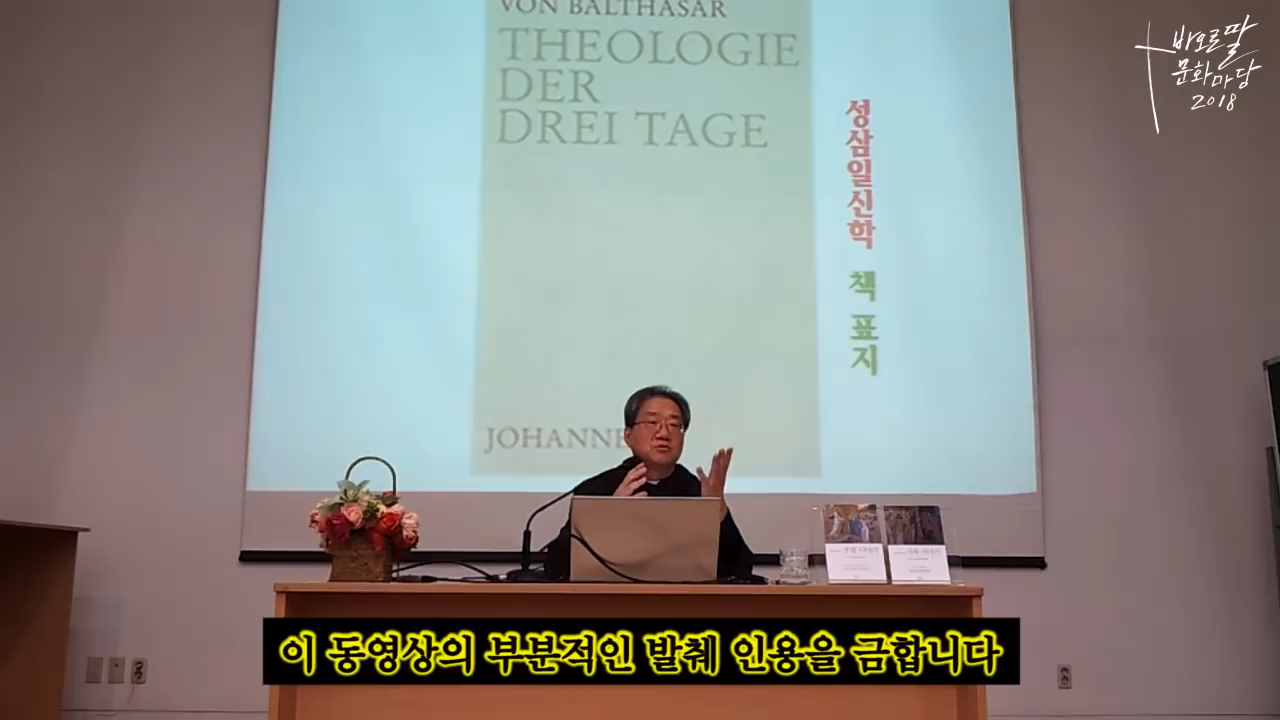 VON BALTHASAR
THEOLOGIE
DER
DREI TAGE
JOHANNE
성삼일신학 책 표지
바오로딸
문화마당
2018
이 동영상의 부분적인 발췌 인용을 금합니다